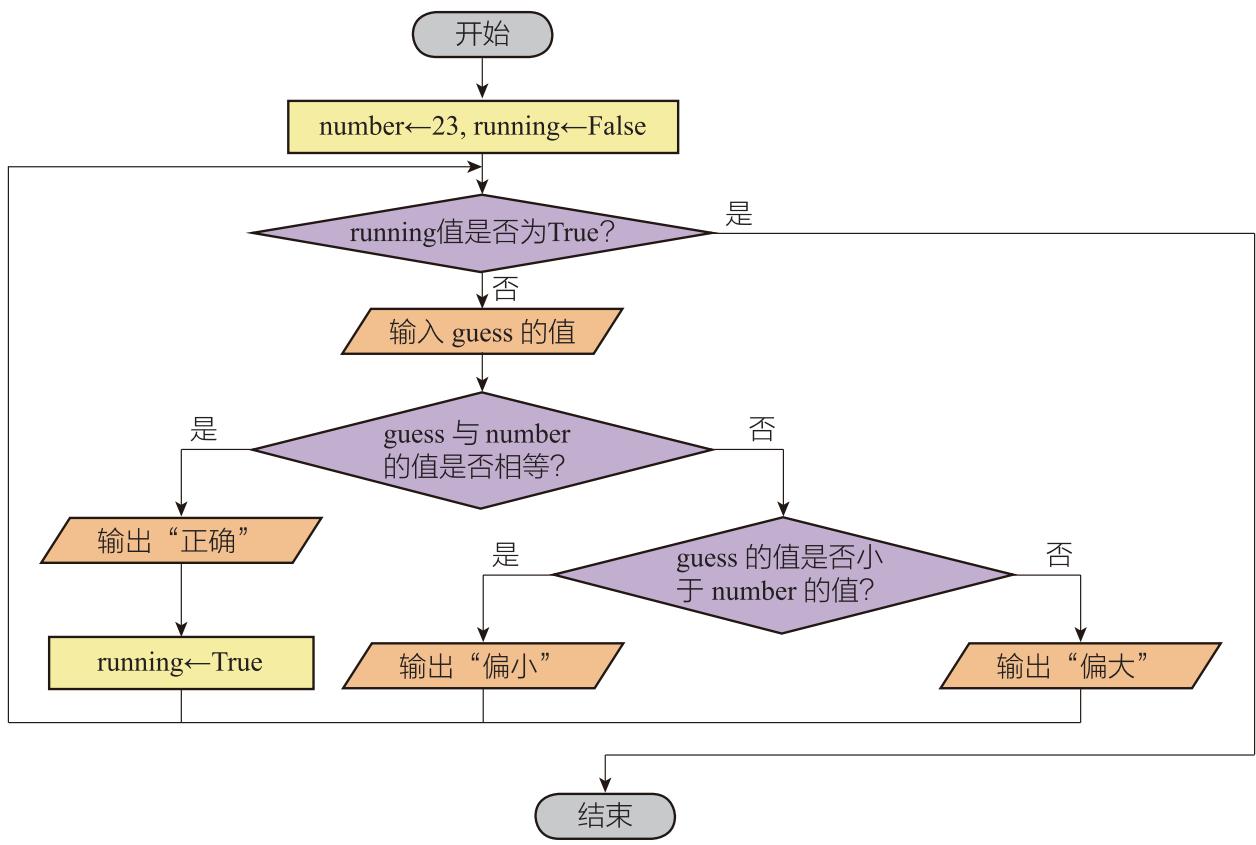 开始
number←23, running←False
running值是否为True？
是
否
输入 guess 的值
guess 与 number
的值是否相等？
是
否
输出“正确”
guess 的值是否小
于 number 的值？
是
否
running←True
输出“偏小”
输出“偏大”
结束